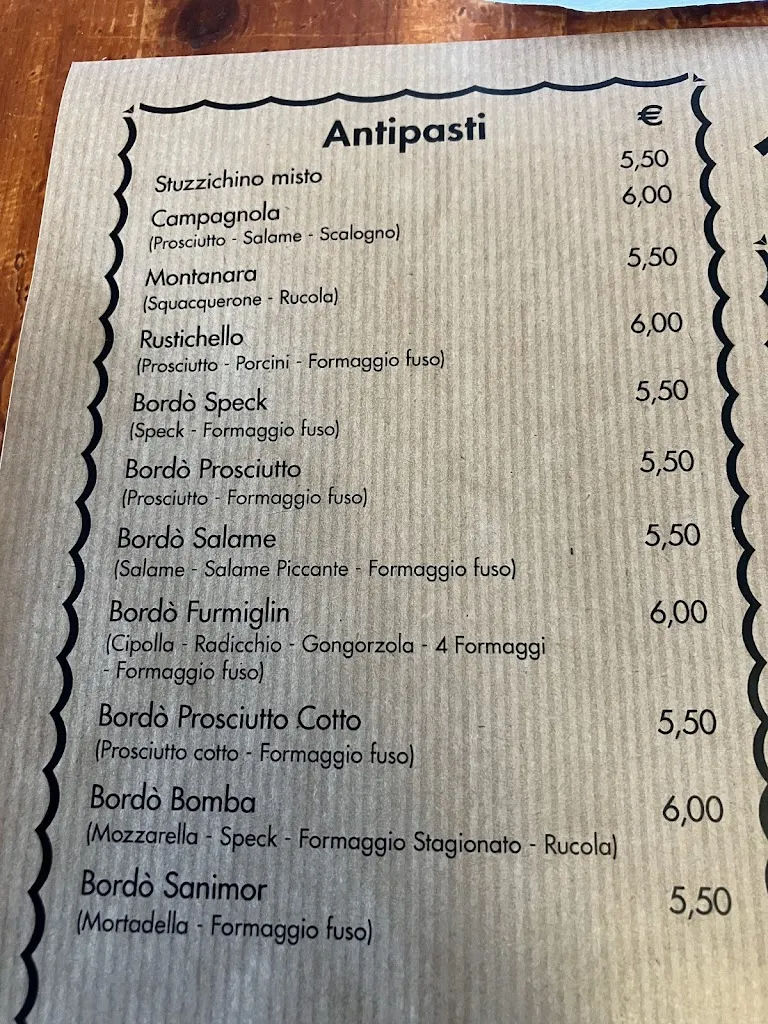 Antipasti €
Stuzzichino misto 5,50
Campagnola 6,00
(Prosciutto - Salame - Scalogno)
Montanara 5,50
(Squacquerone - Rucola)
Rustichello 6,00
(Prosciutto - Porcini - Formaggio fuso)
Bordò Speck 5,50
(Speck - Formaggio fuso)
Bordò Prosciutto 5,50
(Prosciutto - Formaggio fuso)
Bordò Salame 5,50
(Salame - Salame Piccante - Formaggio fuso)
Bordò Furmiglin 6,00
(Cipolla - Radicchio - Gongorzola - 4 Formaggi
- Formaggio fuso)
Bordò Prosciutto Cotto 5,50
(Prosciutto cotto - Formaggio fuso)
Bordò Bomba 6,00
(Mozzarella - Speck - Formaggio Stagionato - Rucola)
Bordò Sanimor 5,50
(Mortadella - Formaggio fuso)